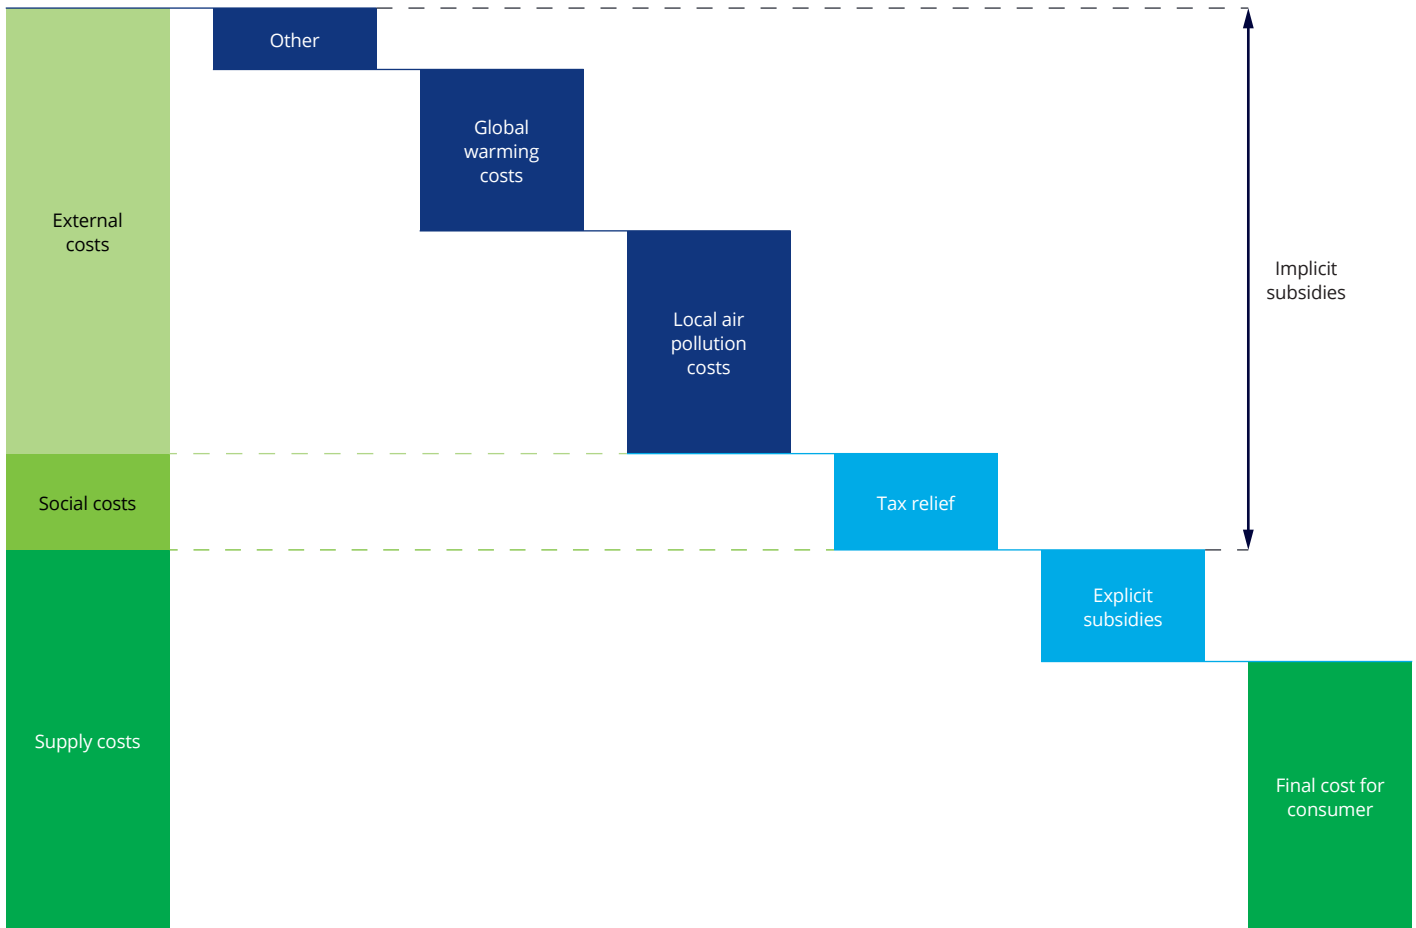 Other
Global
warming
costs
External
costs
Implicit
subsidies
Local air
pollution
costs
Social costs
Tax relief
Explicit
subsidies
Supply costs
Final cost for
consumer